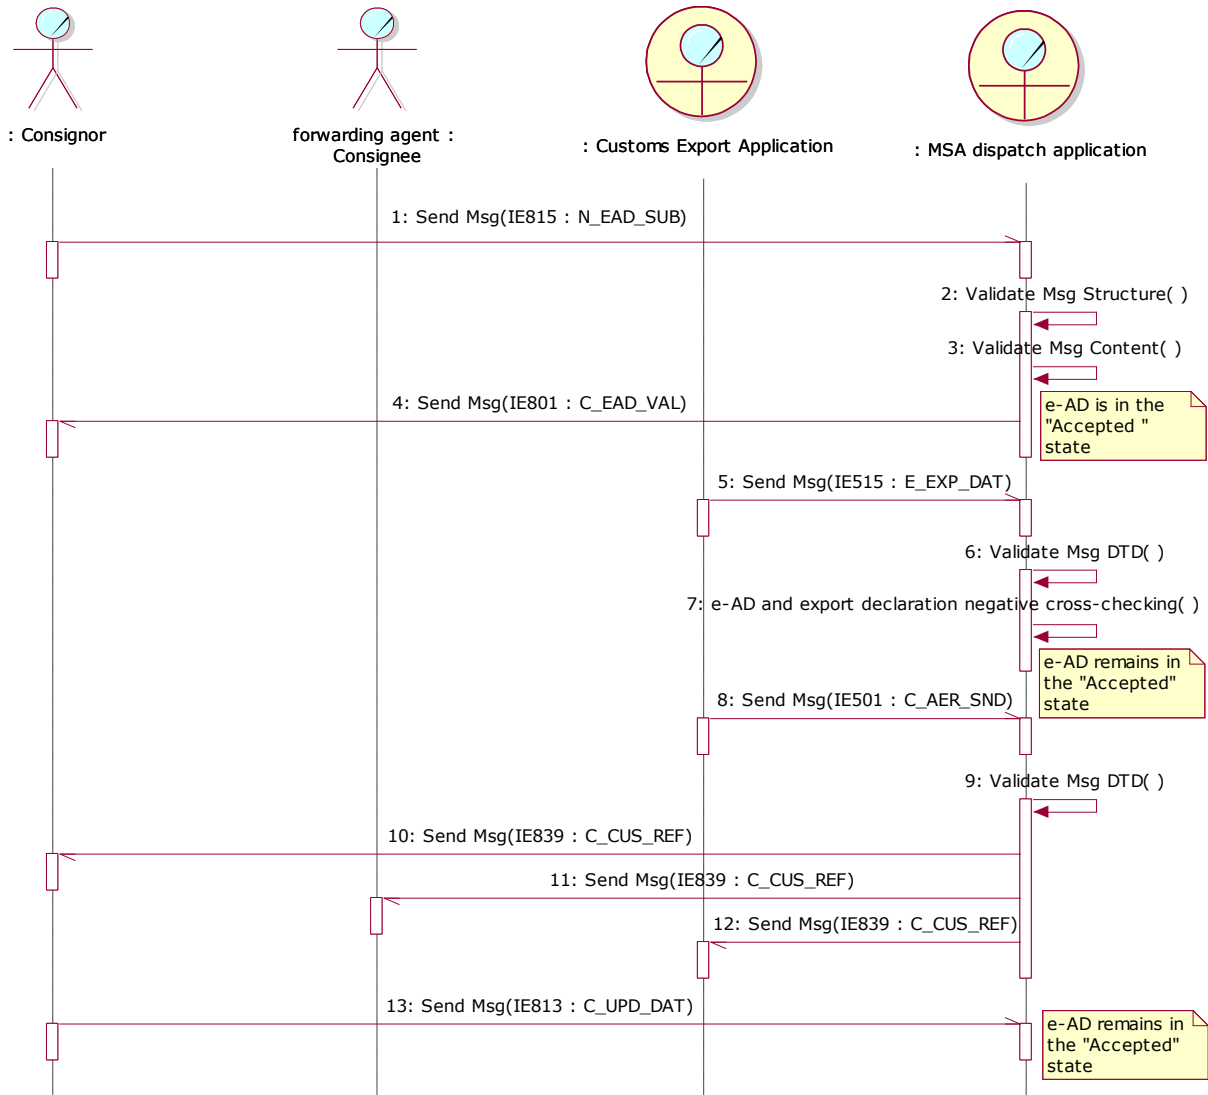 : Consignor
forwarding agent :
Consignee
: Customs Export Application
: MSA dispatch application
1: Send Msg(IE815 : N_EAD_SUB)
2: Validate Msg Structure( )
3: Validate Msg Content( )
4: Send Msg(IE801 : C_EAD_VAL)
e-AD is in the
"Accepted "
state
5: Send Msg(IE515 : E_EXP_DAT)
6: Validate Msg DTD( )
7: e-AD and export declaration negative cross-checking( )
e-AD remains in
the "Accepted"
state
8: Send Msg(IE501 : C_AER_SND)
9: Validate Msg DTD( )
10: Send Msg(IE839 : C_CUS_REF)
11: Send Msg(IE839 : C_CUS_REF)
12: Send Msg(IE839 : C_CUS_REF)
13: Send Msg(IE813 : C_UPD_DAT)
e-AD remains in
the "Accepted"
state